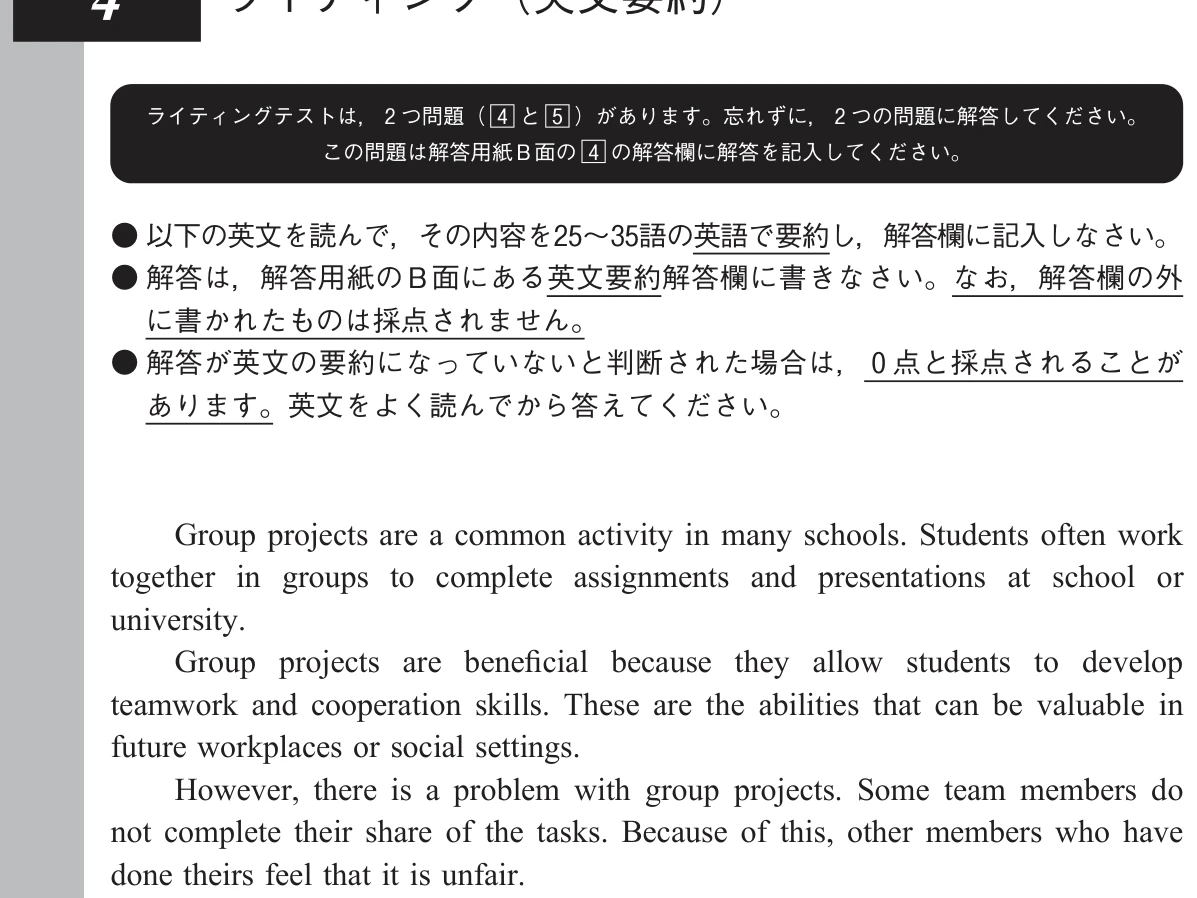 4 ライティング（英文要約）
ライティングテストは，2つ問題（4と5）があります。忘れずに，2つの問題に解答してください。
この問題は解答用紙B面の4の解答欄に解答を記入してください。
● 以下の英文を読んで，その内容を25～35語の英語で要約し，解答欄に記入しなさい。
● 解答は，解答用紙のB面にある英文要約解答欄に書きなさい。なお，解答欄の外
に書かれたものは採点されません。
● 解答が英文の要約になっていないと判断された場合は，0点と採点されることが
あります。英文をよく読んでから答えてください。
Group projects are a common activity in many schools. Students often work
together in groups to complete assignments and presentations at school or
university.
Group projects are beneficial because they allow students to develop
teamwork and cooperation skills. These are the abilities that can be valuable in
future workplaces or social settings.
However, there is a problem with group projects. Some team members do
not complete their share of the tasks. Because of this, other members who have
done theirs feel that it is unfair.